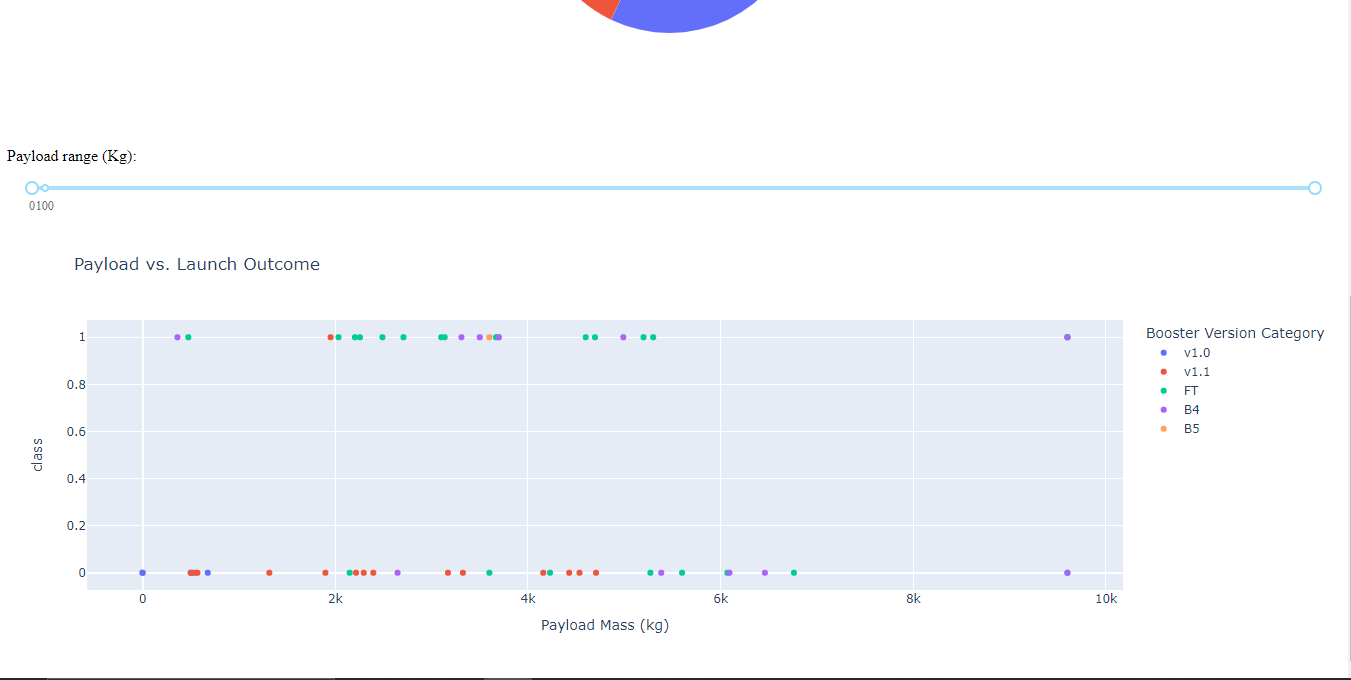 Payload range (Kg):
0100
Payload vs. Launch Outcome
Booster Version Category
v1.0
v1.1
FT
B4
B5
class
1
0.8
0.6
0.4
0.2
0
0 2k 4k 6k 8k 10k
Payload Mass (kg)